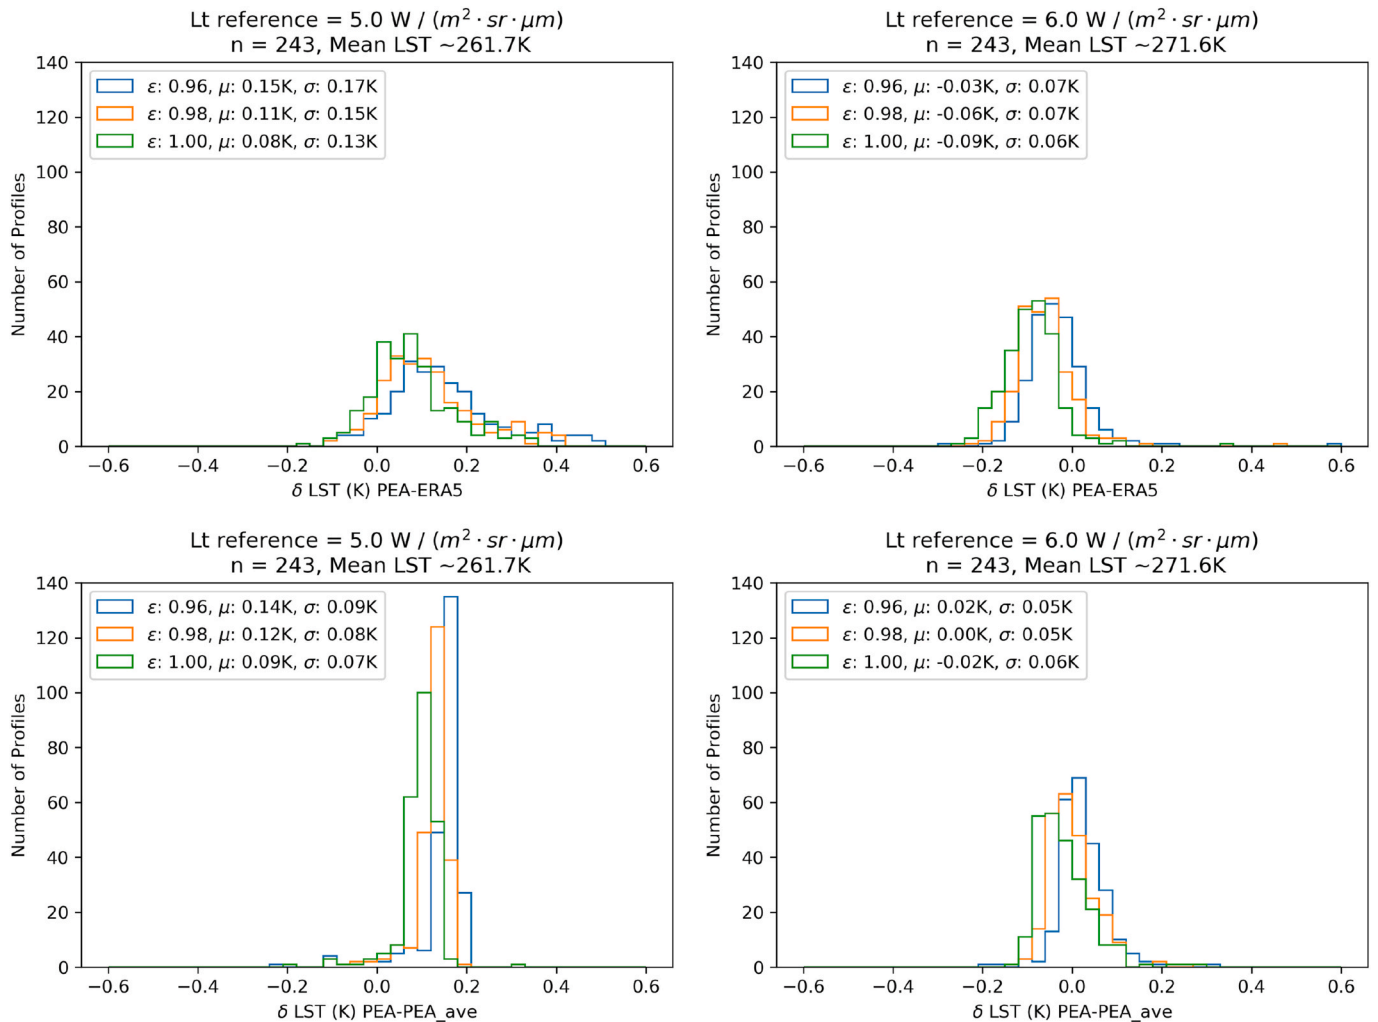 Lt reference = 5.0 W / (m² · sr · μm)
n = 243, Mean LST ~261.7K
140
120
100
80
60
40
20
0
Number of Profiles
ε: 0.96, μ: 0.15K, σ: 0.17K
ε: 0.98, μ: 0.11K, σ: 0.15K
ε: 1.00, μ: 0.08K, σ: 0.13K
−0.6 −0.4 −0.2 0.0 0.2 0.4 0.6
δ LST (K) PEA-ERA5
Lt reference = 6.0 W / (m² · sr · μm)
n = 243, Mean LST ~271.6K
140
120
100
80
60
40
20
0
Number of Profiles
ε: 0.96, μ: -0.03K, σ: 0.07K
ε: 0.98, μ: -0.06K, σ: 0.07K
ε: 1.00, μ: -0.09K, σ: 0.06K
−0.6 −0.4 −0.2 0.0 0.2 0.4 0.6
δ LST (K) PEA-ERA5
Lt reference = 5.0 W / (m² · sr · μm)
n = 243, Mean LST ~261.7K
140
120
100
80
60
40
20
0
Number of Profiles
ε: 0.96, μ: 0.14K, σ: 0.09K
ε: 0.98, μ: 0.12K, σ: 0.08K
ε: 1.00, μ: 0.09K, σ: 0.07K
−0.6 −0.4 −0.2 0.0 0.2 0.4 0.6
δ LST (K) PEA-PEA_ave
Lt reference = 6.0 W / (m² · sr · μm)
n = 243, Mean LST ~271.6K
140
120
100
80
60
40
20
0
Number of Profiles
ε: 0.96, μ: 0.02K, σ: 0.05K
ε: 0.98, μ: 0.00K, σ: 0.05K
ε: 1.00, μ: -0.02K, σ: 0.06K
−0.6 −0.4 −0.2 0.0 0.2 0.4 0.6
δ LST (K) PEA-PEA_ave